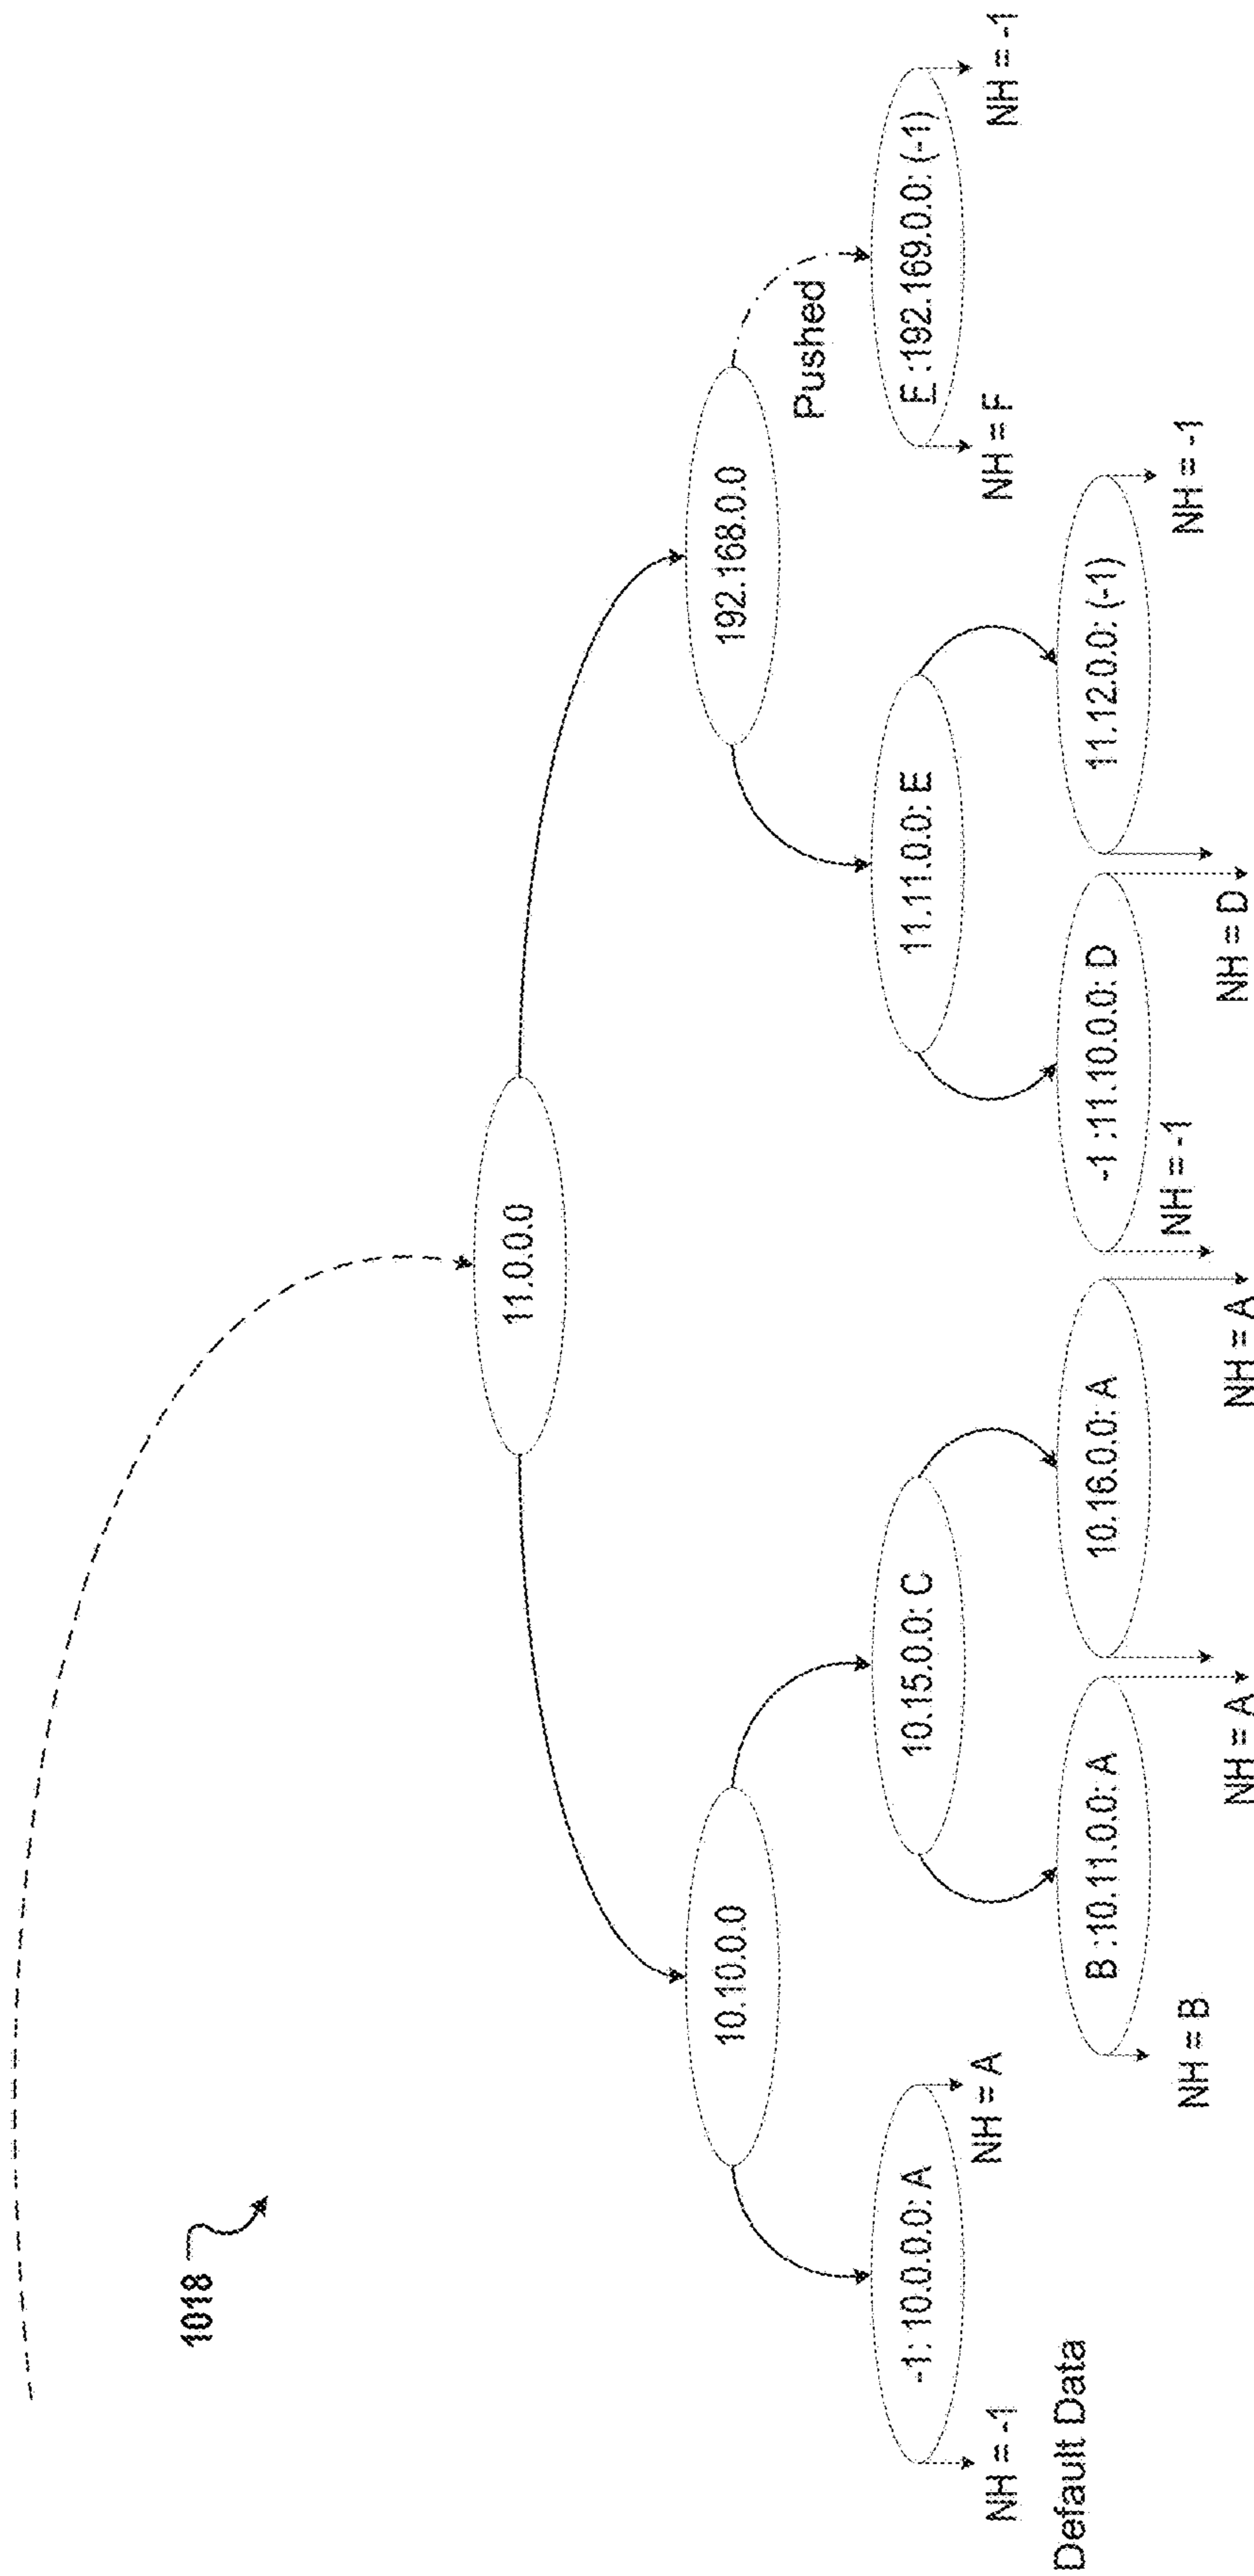 1018
11.0.0.0
10.10.0.0
192.168.0.0
Pushed
-1: 10.0.0.0: A
10.15.0.0: C
11.11.0.0: E
F :192.169.0.0: (-1)
NH = -1
NH = A
NH = F
NH = -1
Default Data
B :10.11.0.0: A
10.16.0.0: A
-1 :11.10.0.0: D
11.12.0.0: (-1)
NH = B
NH = -1
NH = -1
NH = A
NH = A
NH = D